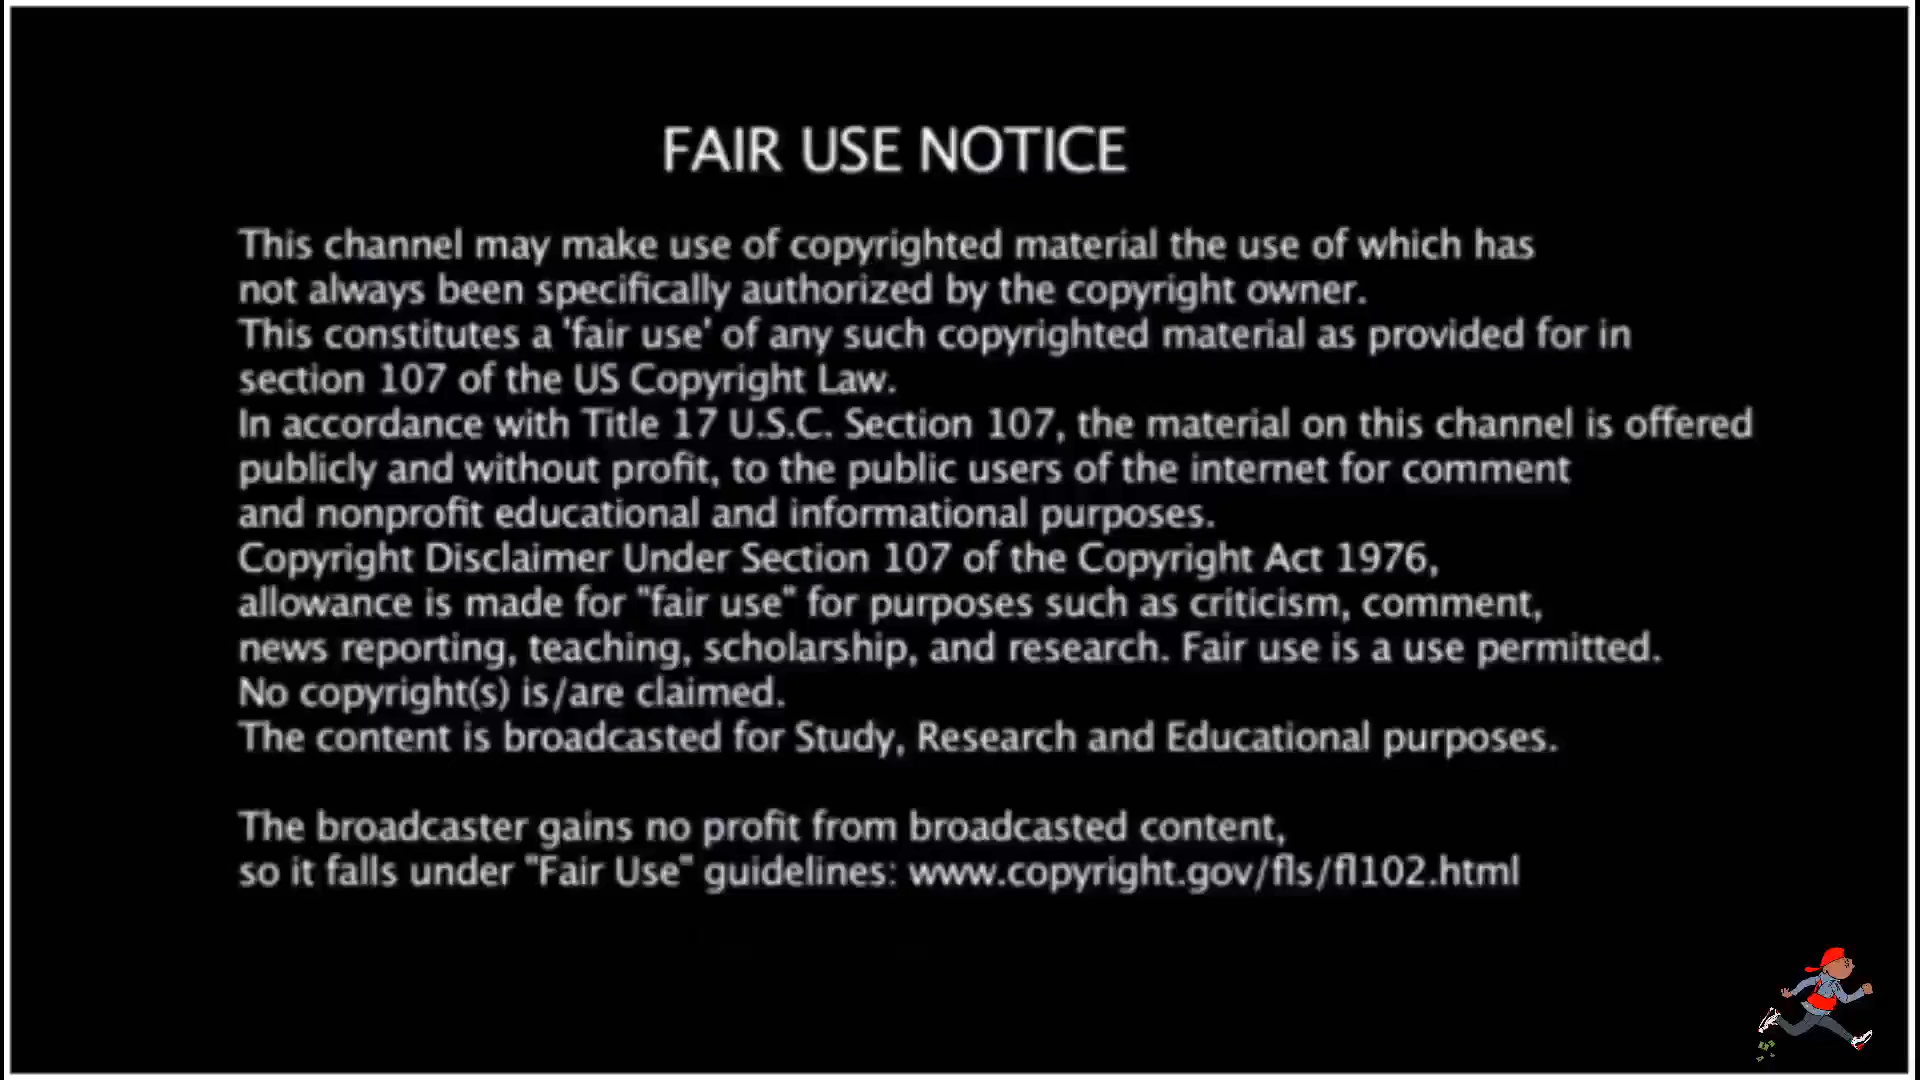 FAIR USE NOTICE
This channel may make use of copyrighted material the use of which has
not always been specifically authorized by the copyright owner.
This constitutes a 'fair use' of any such copyrighted material as provided for in
section 107 of the US Copyright Law.
In accordance with Title 17 U.S.C. Section 107, the material on this channel is offered
publicly and without profit, to the public users of the internet for comment
and nonprofit educational and informational purposes.
Copyright Disclaimer Under Section 107 of the Copyright Act 1976,
allowance is made for "fair use" for purposes such as criticism, comment,
news reporting, teaching, scholarship, and research. Fair use is a use permitted.
No copyright(s) is/are claimed.
The content is broadcasted for Study, Research and Educational purposes.
The broadcaster gains no profit from broadcasted content,
so it falls under "Fair Use" guidelines: www.copyright.gov/fls/fl102.html